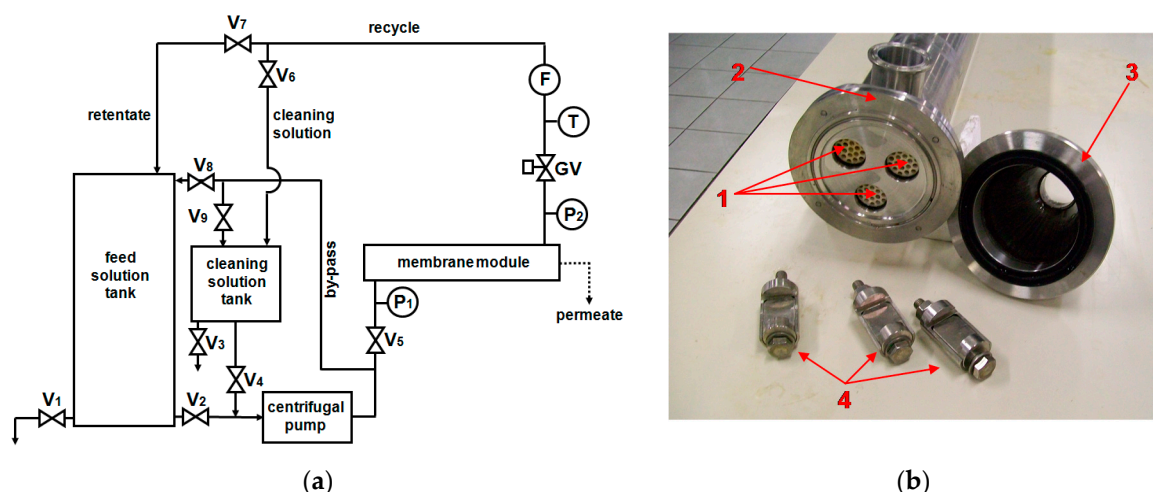 V7
recycle
V6
F
retentate
cleaning
solution
T
GV
V8
P2
V9
feed
solution
tank
cleaning
solution
tank
by-pass
membrane module
P1
permeate
V3
V5
V4
V1
V2
centrifugal
pump
(a)
2
3
1
4
(b)